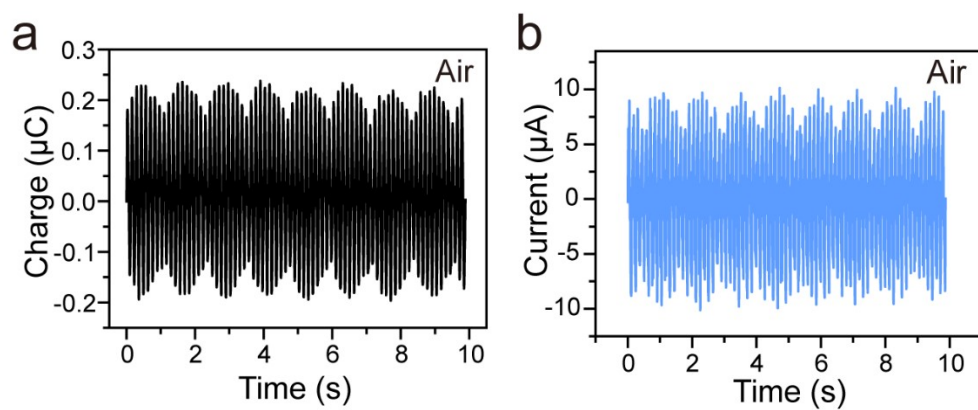 a
Air
Charge (μC)
0.3
0.2
0.1
0.0
-0.1
-0.2
0 2 4 6 8 10
Time (s)
b
Air
Current (μA)
10
5
0
-5
-10
0 2 4 6 8 10
Time (s)